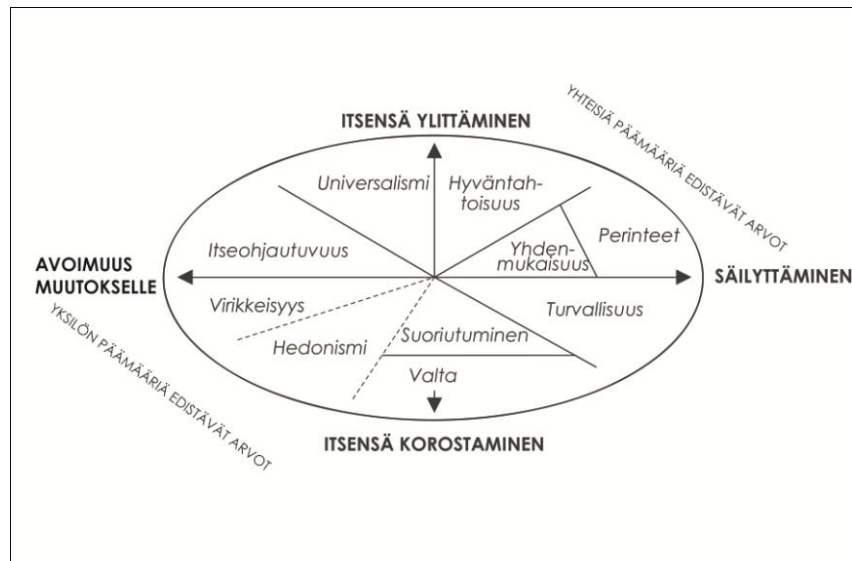 YHTEISIÄ PÄÄMÄÄRIÄ EDISTÄVÄT ARVOT
ITSENSÄ YLITTÄMINEN
Universalismi
Hyväntah-
toisuus
Perinteet
Itseohjautuvuus
Yhden-
mukaisuus
AVOIMUUS
MUUTOKSELLE
SÄILYTTÄMINEN
Virikkeisyys
Turvallisuus
Suoriutuminen
Hedonismi
Valta
YKSILÖN PÄÄMÄÄRIÄ EDISTÄVÄT ARVOT
ITSENSÄ KOROSTAMINEN